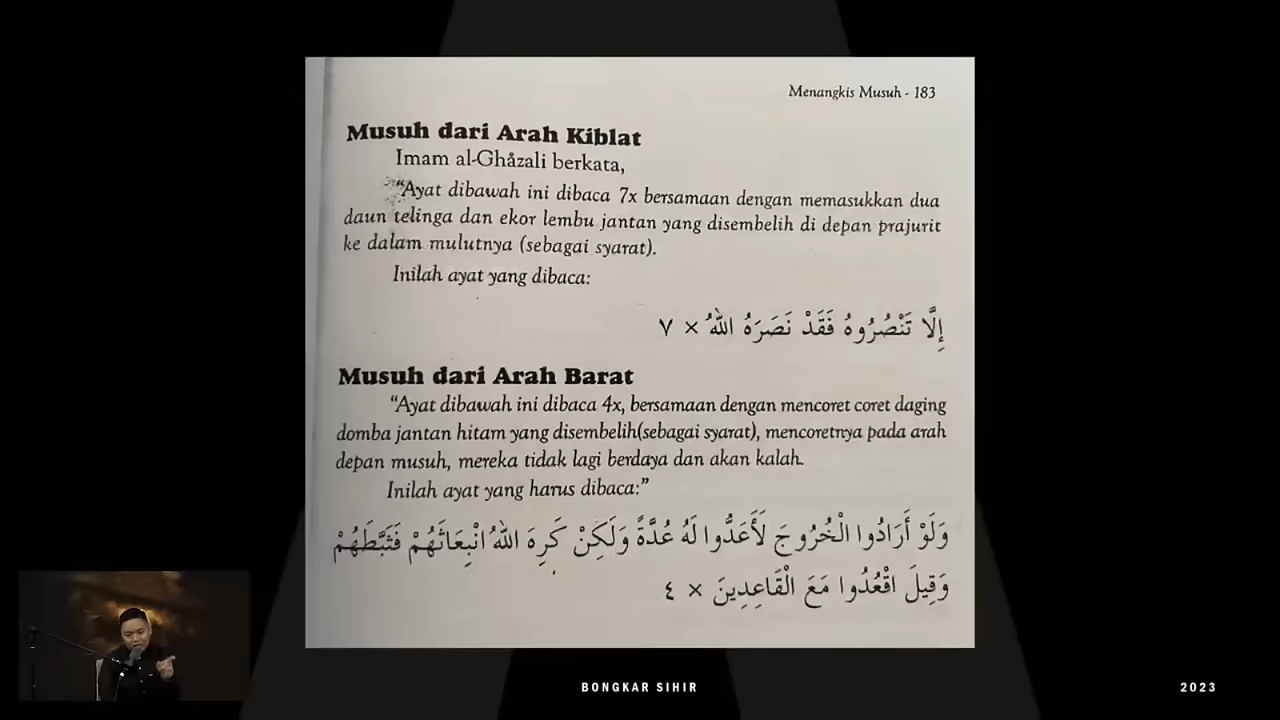 Menangkis Musuh - 183
Musuh dari Arah Kiblat
Imam al-Ghåzali berkata,
"Ayat dibawah ini dibaca 7x bersamaan dengan memasukkan dua
daun telinga dan ekor lembu jantan yang disembelih di depan prajurit
ke dalam mulutnya (sebagai syarat).
Inilah ayat yang dibaca:
إِلَّا تَنْصُرُوهُ فَقَدْ نَصَرَهُ اللهُ × ٧
Musuh dari Arah Barat
"Ayat dibawah ini dibaca 4x, bersamaan dengan mencoret coret daging
domba jantan hitam yang disembelih(sebagai syarat), mencoretnya pada arah
depan musuh, mereka tidak lagi berdaya dan akan kalah.
Inilah ayat yang harus dibaca:"
وَلَوْ أَرَادُوا الْخُرُوجَ لَأَعَدُّوا لَهُ عُدَّةً وَلَكِنْ كَرِهَ اللهُ انْبِعَاثَهُمْ فَثَبَّطَهُمْ
وَقِيلَ اقْعُدُوا مَعَ الْقَاعِدِينَ × ٤
BONGKAR SIHIR
2023